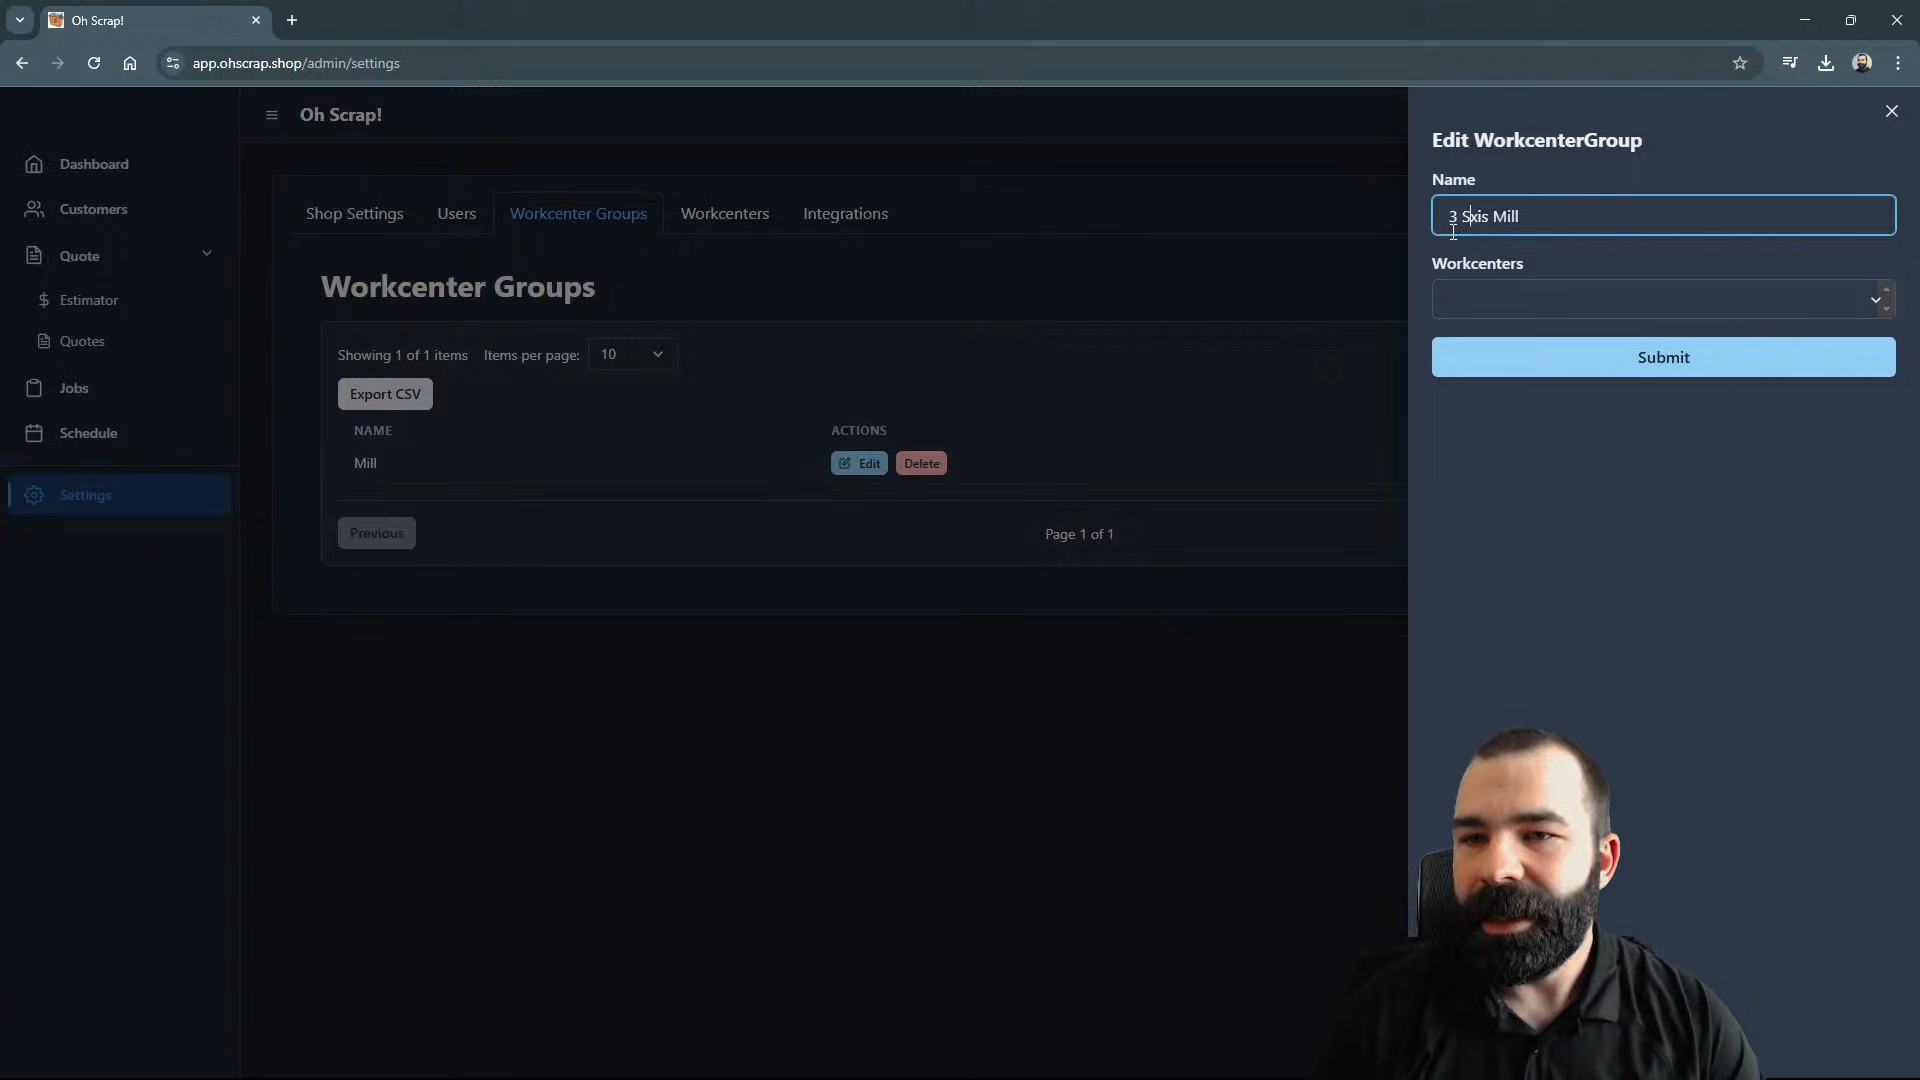 Oh Scrap!
app.ohscrap.shop/admin/settings
Oh Scrap!
Dashboard
Customers
Quote
Estimator
Quotes
Jobs
Schedule
Settings
Shop Settings Users Workcenter Groups Workcenters Integrations
Workcenter Groups
Showing 1 of 1 items Items per page: 10
Export CSV
NAME ACTIONS
Mill Edit Delete
Previous Page 1 of 1
Edit WorkcenterGroup
Name
3 Sxis Mill
Workcenters
Submit